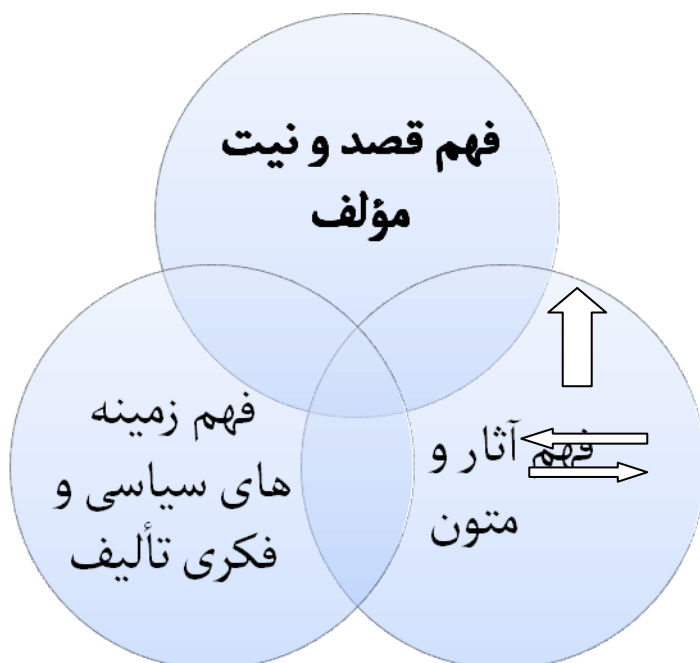 فهم قصد و نیت
مؤلف
فهم زمینه
های سیاسی و
فکری تألیف
فهم آثار و
متون